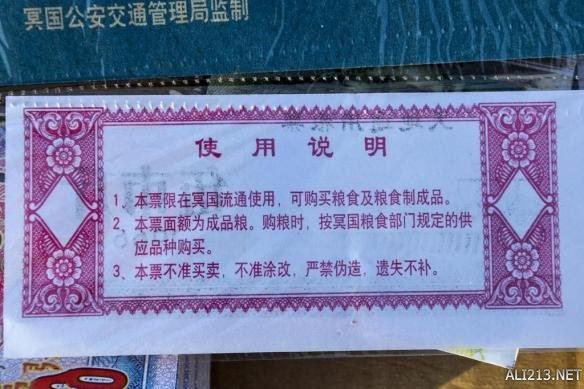 冥国公安交通管理局监制
使用说明
1、本票限在冥国流通使用，可购买粮食及粮食制成品。
2、本票面额为成品粮。购粮时，按冥国粮食部门规定的供
应品种购买。
3、本票不准买卖，不准涂改，严禁伪造，遗失不补。
ALI213.NET